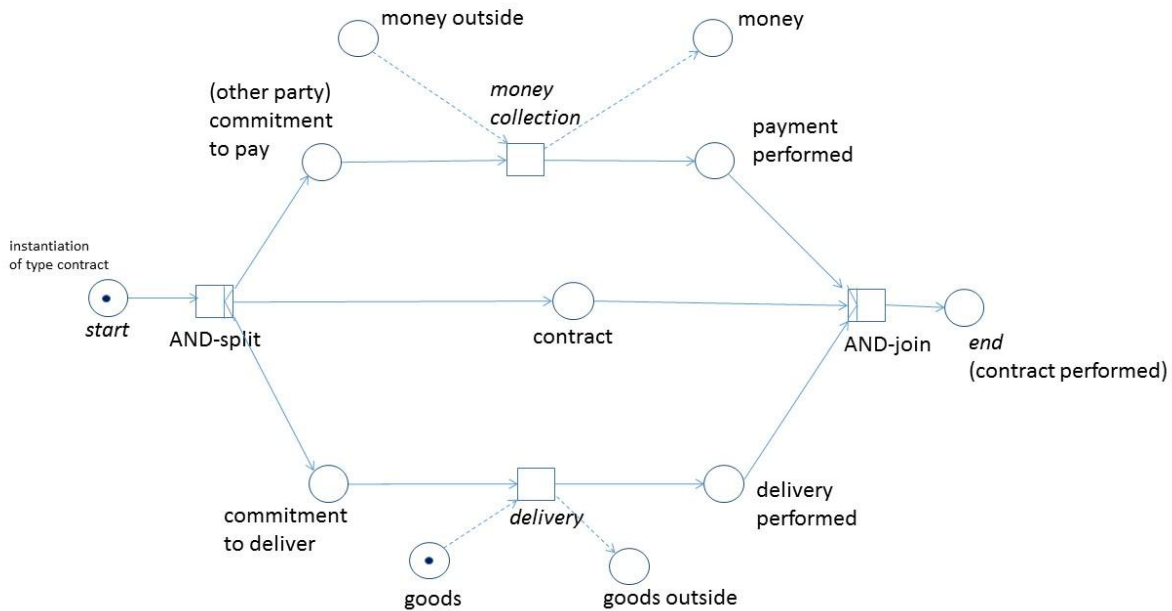 money outside
money
(other party)
commitment
to pay
money
collection
payment
performed
instantiation
of type contract
start
AND-split
contract
AND-join
end
(contract performed)
commitment
to deliver
delivery
delivery
performed
goods
goods outside